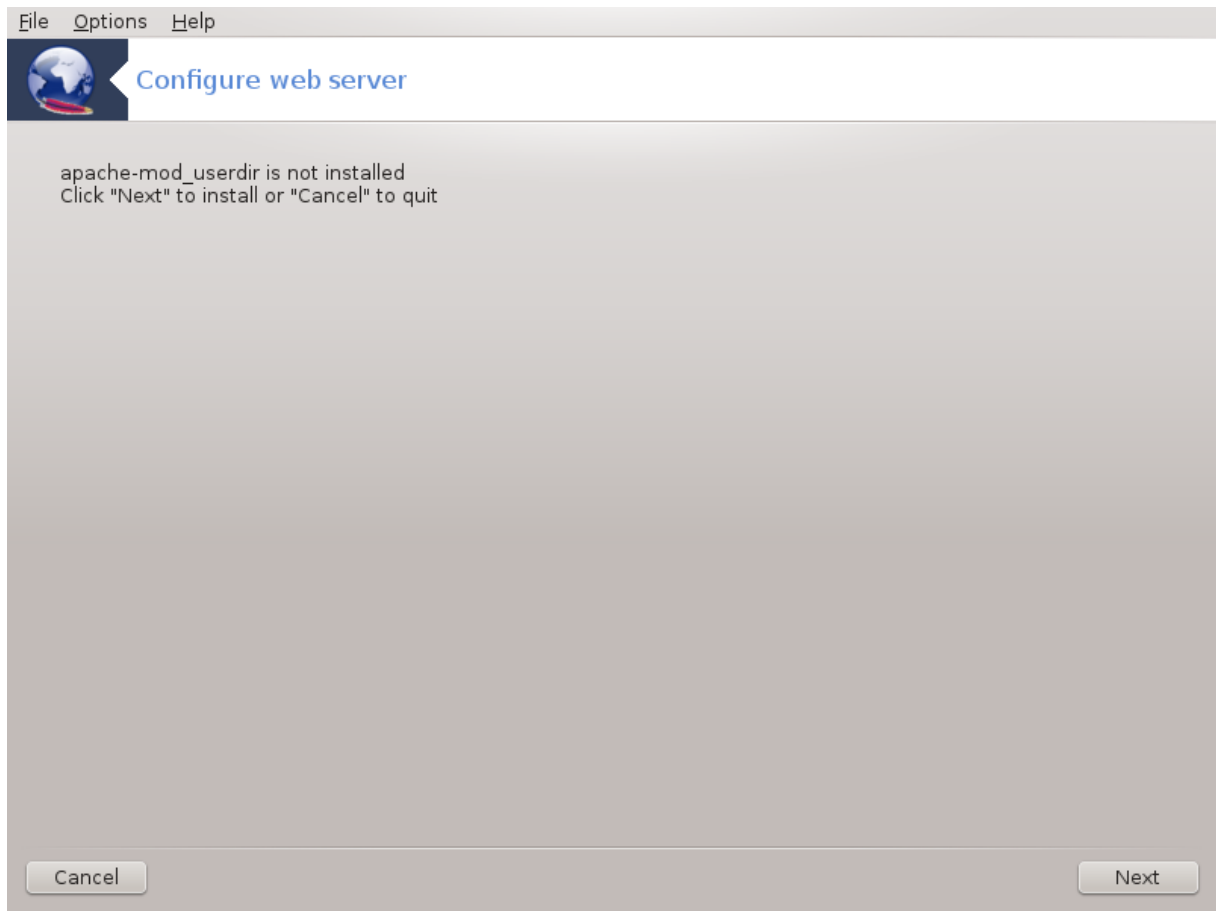 File Options Help
Configure web server
apache-mod_userdir is not installed
Click "Next" to install or "Cancel" to quit
Cancel Next